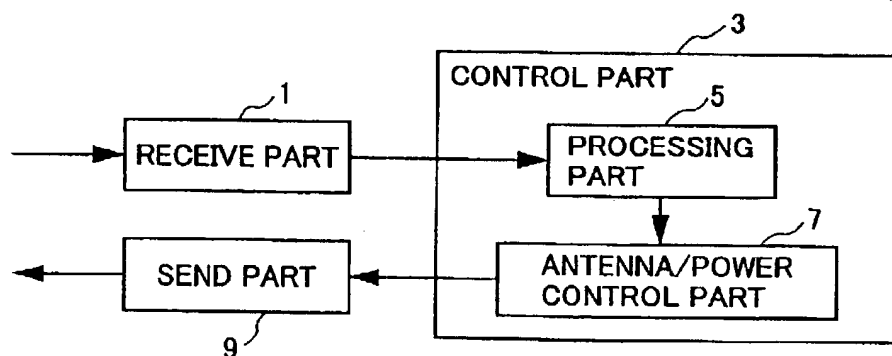 3
CONTROL PART
1
5
RECEIVE PART
PROCESSING
PART
7
SEND PART
ANTENNA/POWER
CONTROL PART
9